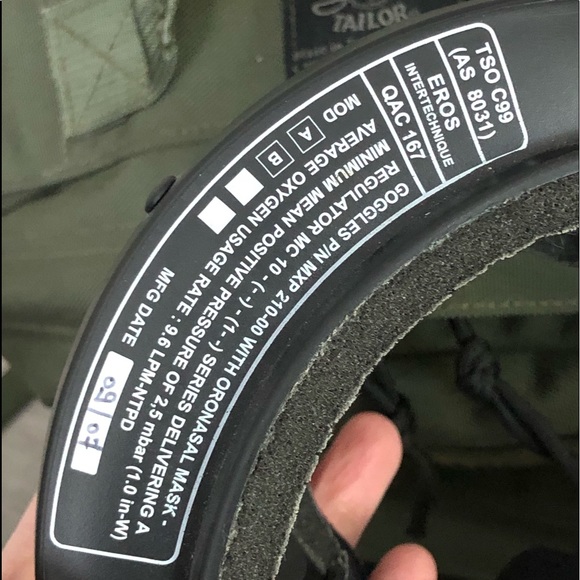 TAILOR
TSO C99
(AS 8031)
EROS
INTERTECHNIQUE
QAC 167
GOGGLES P/N MXP 210-00 WITH ORONASAL MASK -
REGULATOR MC 10 - (-) - (1-) SERIES DELIVERING A
MINIMUM MEAN POSITIVE PRESSURE OF 2,5 mbar (1.0 in-W)
AVERAGE OXYGEN USAGE RATE : 9.6 LPM-NTPD
MOD A B
MFG DATE 09/07